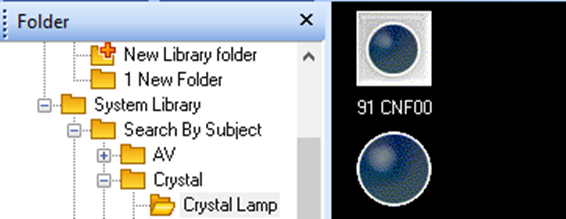 Folder
New Library folder
1 New Folder
System Library
Search By Subject
AV
Crystal
Crystal Lamp
91 CNF00